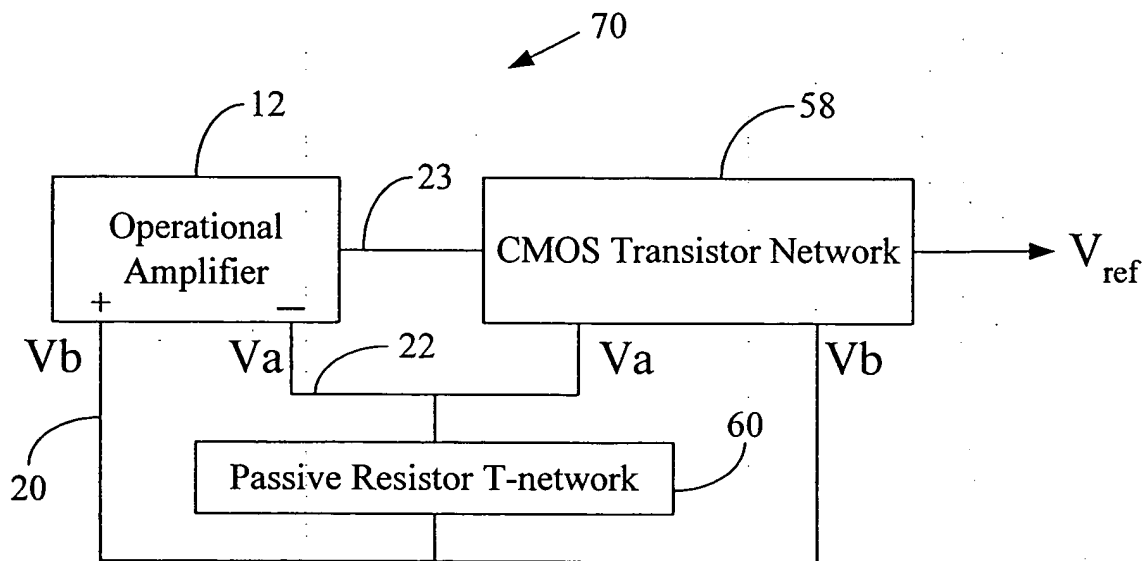 70
12
58
23
Operational
Amplifier
CMOS Transistor Network
V_ref
+
−
Vb
Va
22
Va
Vb
60
20
Passive Resistor T-network